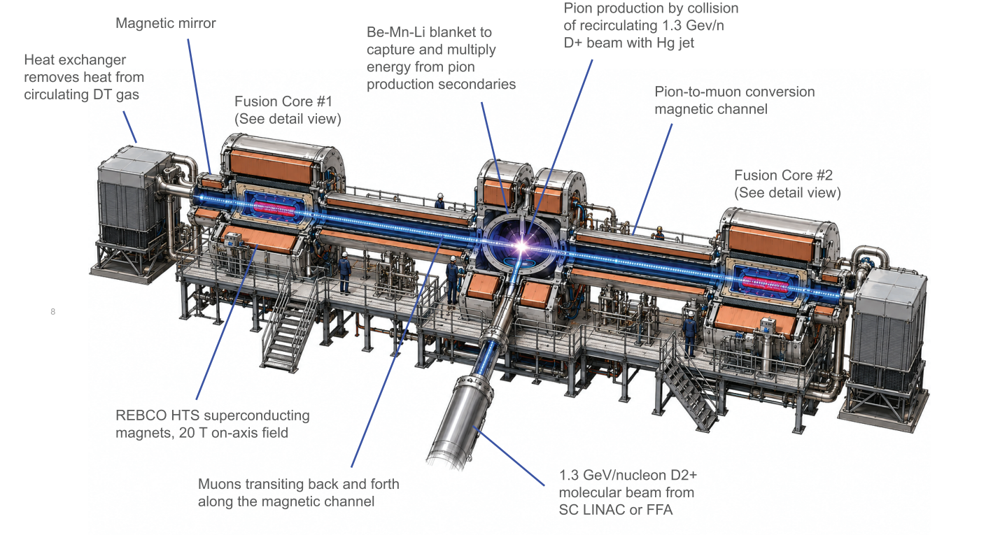 Pion production by collision
of recirculating 1.3 Gev/n
D+ beam with Hg jet
Magnetic mirror
Be-Mn-Li blanket to
capture and multiply
energy from pion
production secondaries
Heat exchanger
removes heat from
circulating DT gas
Fusion Core #1
(See detail view)
Pion-to-muon conversion
magnetic channel
Fusion Core #2
(See detail view)
8
REBCO HTS superconducting
magnets, 20 T on-axis field
Muons transiting back and forth
along the magnetic channel
1.3 GeV/nucleon D2+
molecular beam from
SC LINAC or FFA